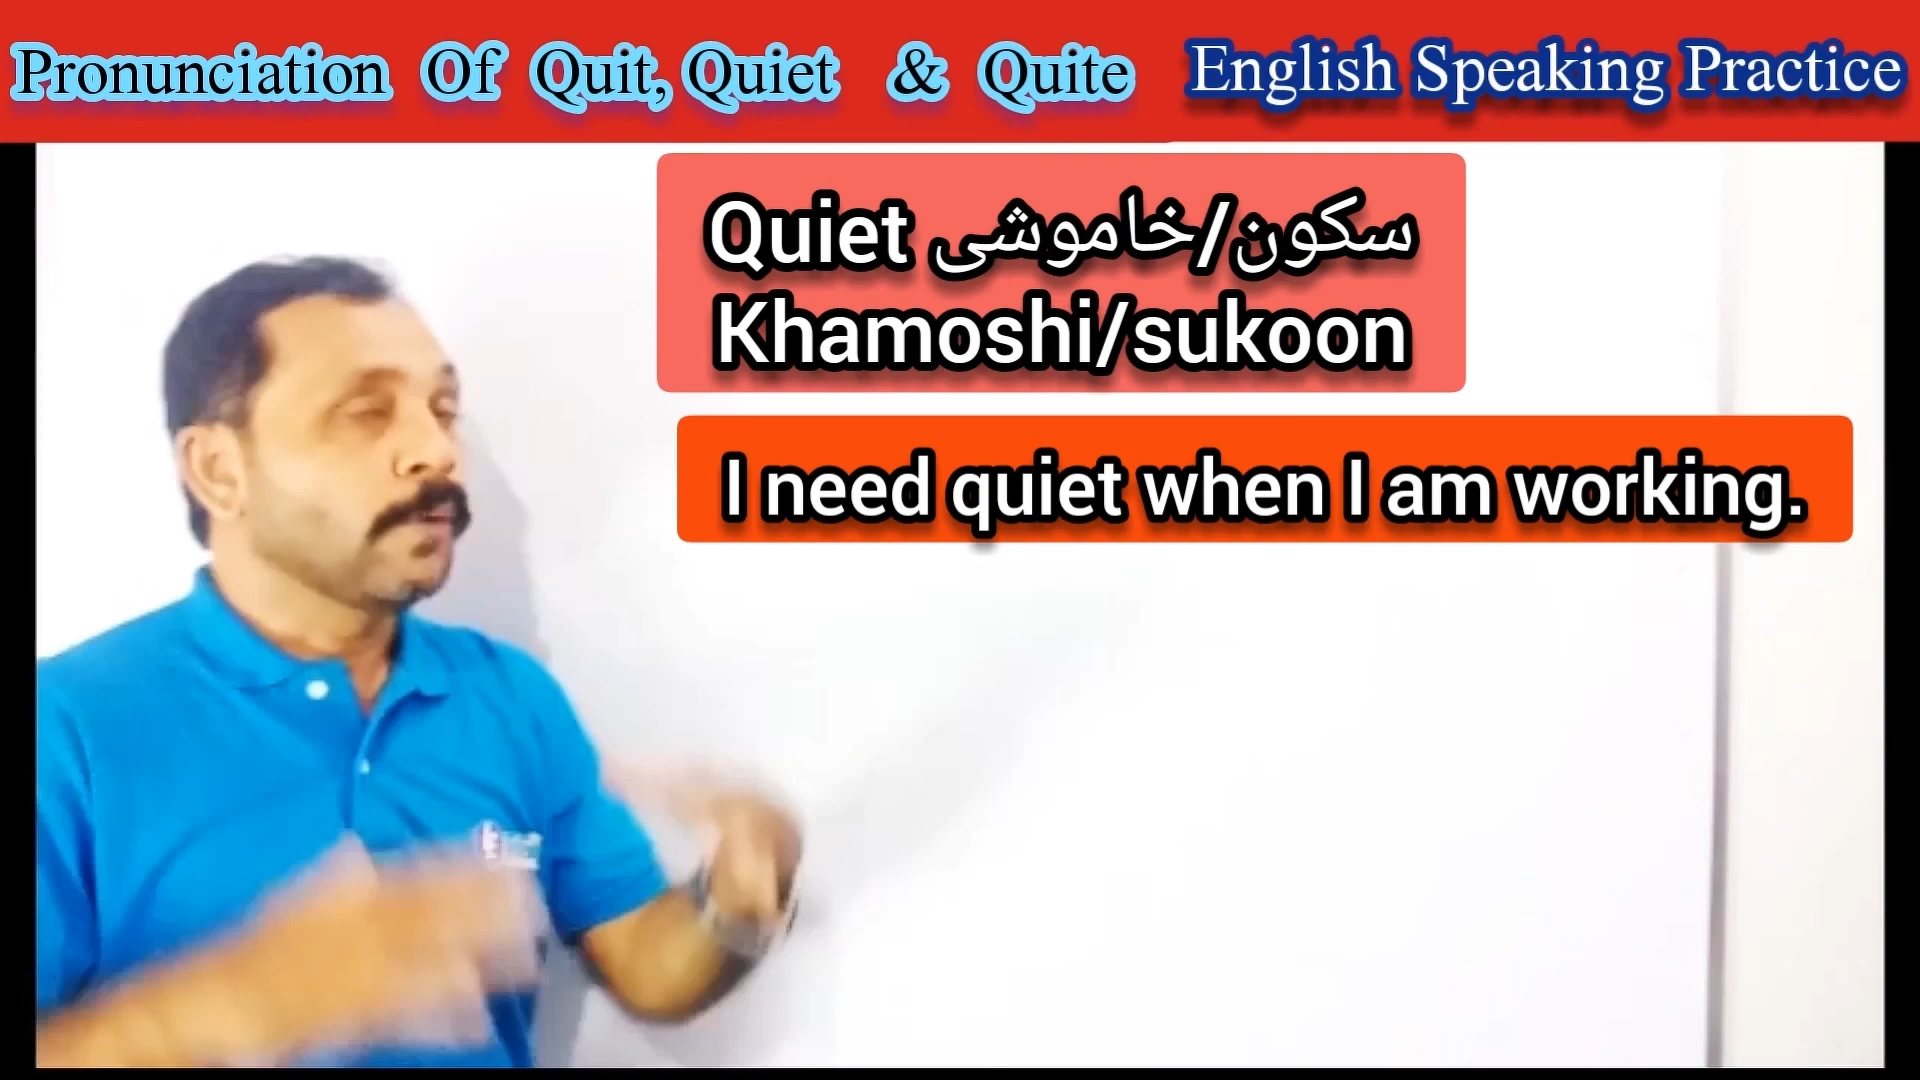 Pronunciation Of Quit, Quiet & Quite English Speaking Practice
Quiet خاموشی/سکون
Khamoshi/sukoon
I need quiet when I am working.